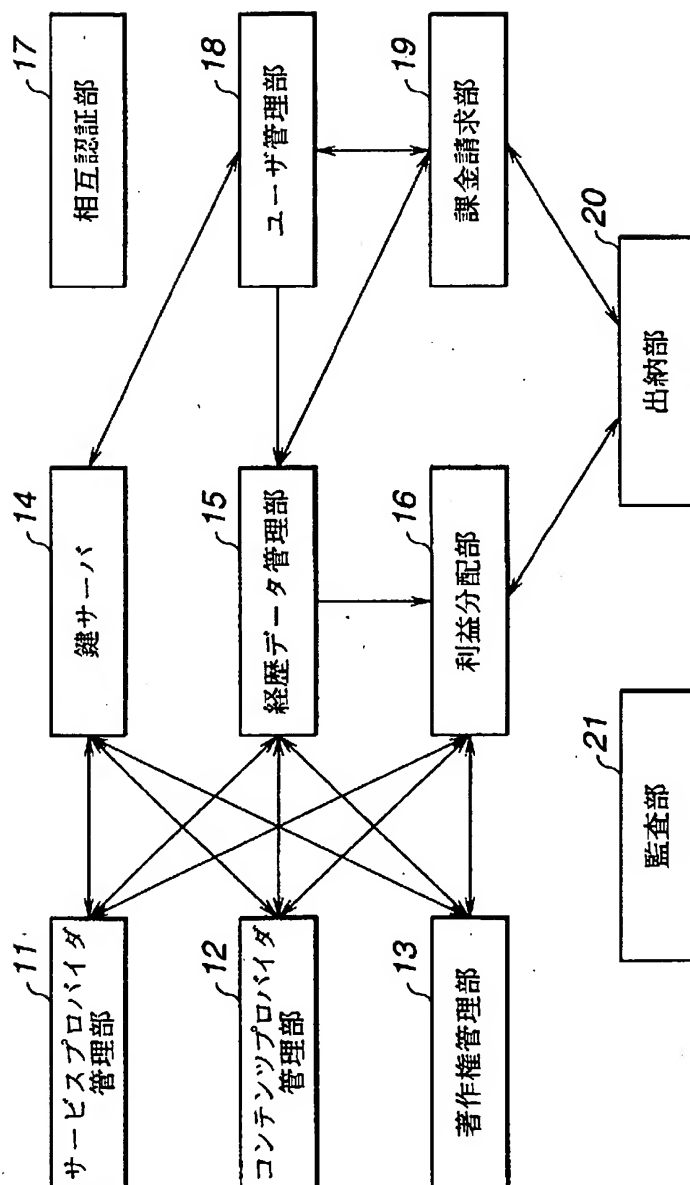 11
サービスプロバイダ
管理部
14
鍵サーバ
17
相互認証部
12
コンテンツプロバイダ
管理部
15
経歴データ管理部
18
ユーザ管理部
13
著作権管理部
16
利益分配部
19
課金請求部
21
監査部
20
出納部